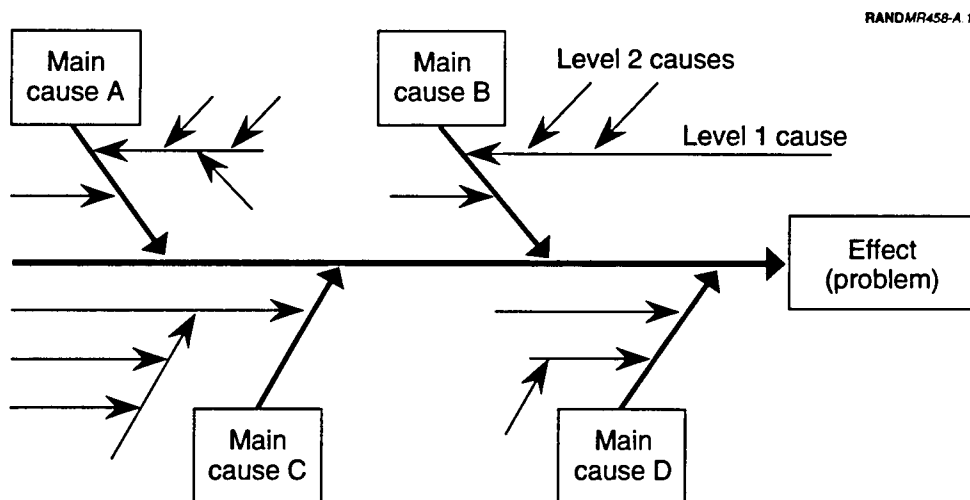 RANDMR458-A.1
Main
cause A
Main
cause B
Level 2 causes
Level 1 cause
Effect
(problem)
Main
cause C
Main
cause D